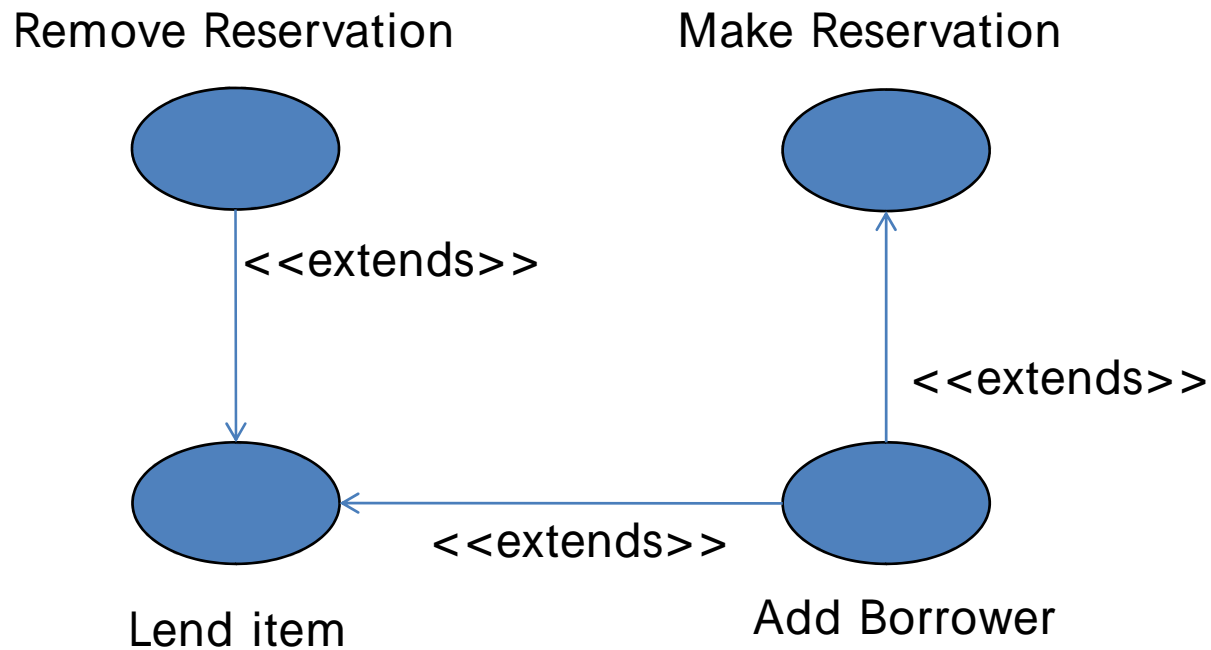 Remove Reservation
Make Reservation
<<extends>>
<<extends>>
<<extends>>
Lend item
Add Borrower